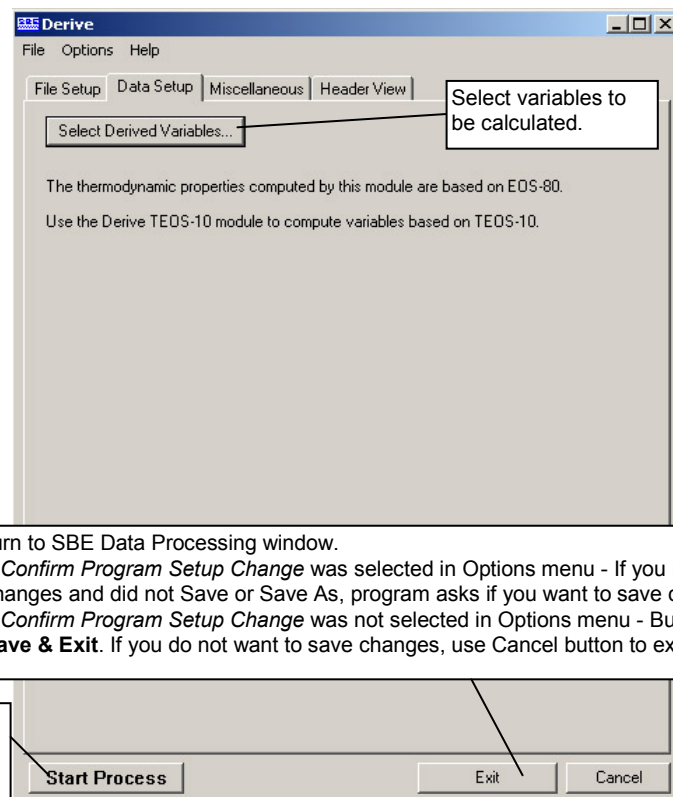 Derive
File Options Help
File Setup Data Setup Miscellaneous Header View
Select variables to
be calculated.
Select Derived Variables...
The thermodynamic properties computed by this module are based on EOS-80.
Use the Derive TEOS-10 module to compute variables based on TEOS-10.
to SBE Data Processing window.
Confirm Program Setup Change was selected in Options menu - If you
and did not Save or Save As, program asks if you want to save
Confirm Program Setup Change was not selected in Options menu -
& Exit. If you do not want to save changes, use Cancel button to
Start Process Exit Cancel